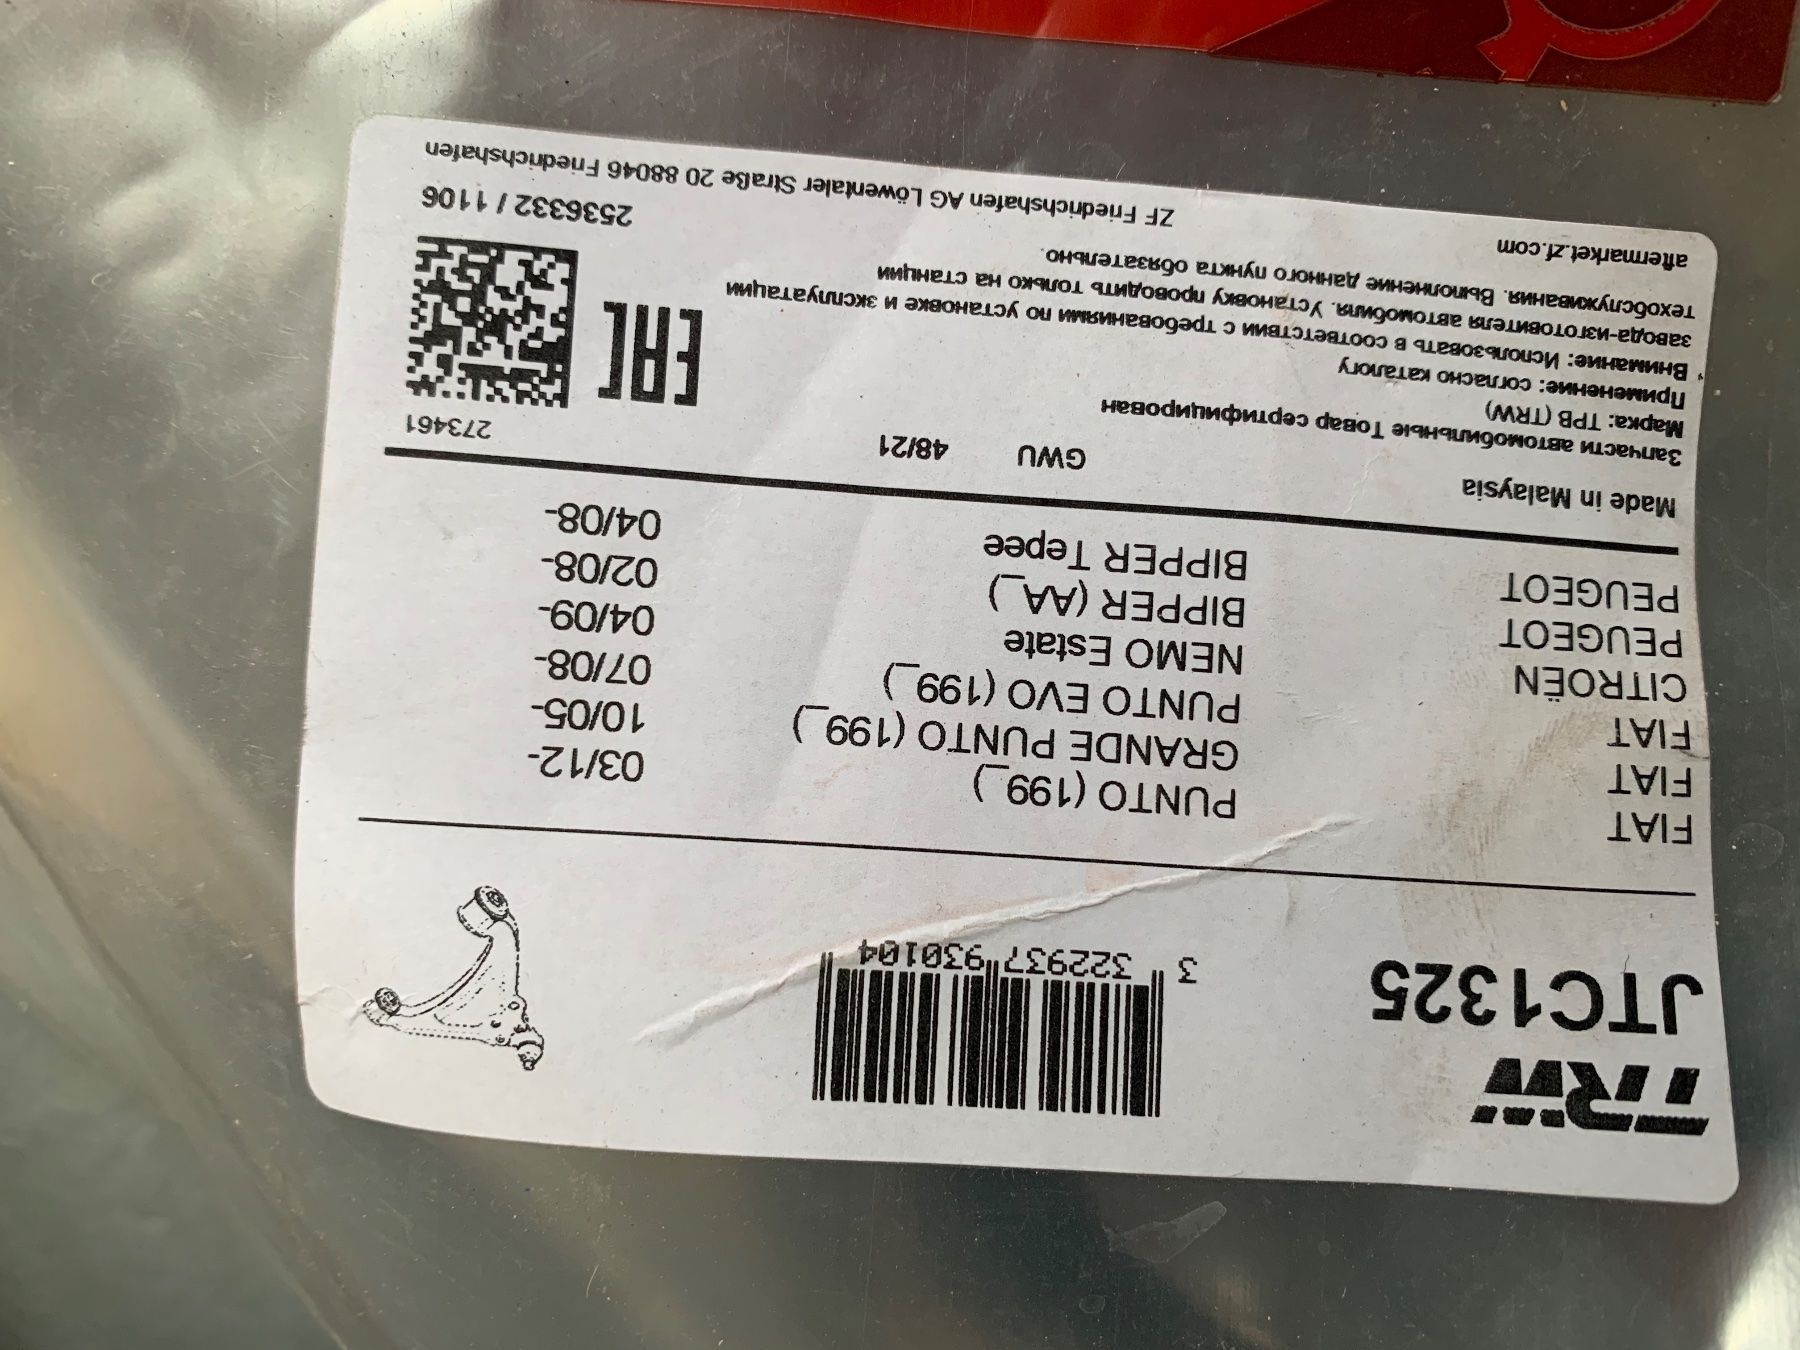 TRW
JTC1325
3 322937 930104
FIAT PUNTO (199_) 03/12-
FIAT GRANDE PUNTO (199_) 10/05-
FIAT PUNTO EVO (199_) 07/08-
CITROËN NEMO Estate 04/09-
PEUGEOT BIPPER (AA_) 02/08-
PEUGEOT BIPPER Tepee 04/08-
Made in Malaysia GWU 48/21 273461
Запчасти автомобильные Товар сертифицирован
Марка: ТРВ (TRW)
Применение: согласно каталогу
Внимание: Использовать в соответствии с требованиями по установке и эксплуатации
завода-изготовителя автомобиля. Установку проводить только на станции
техобслуживания. Выполнение данного пункта обязательно.
EAC
2536332 / 1106
aftermarket.zf.com ZF Friedrichshafen AG Löwentaler Straße 20 88046 Friedrichshafen